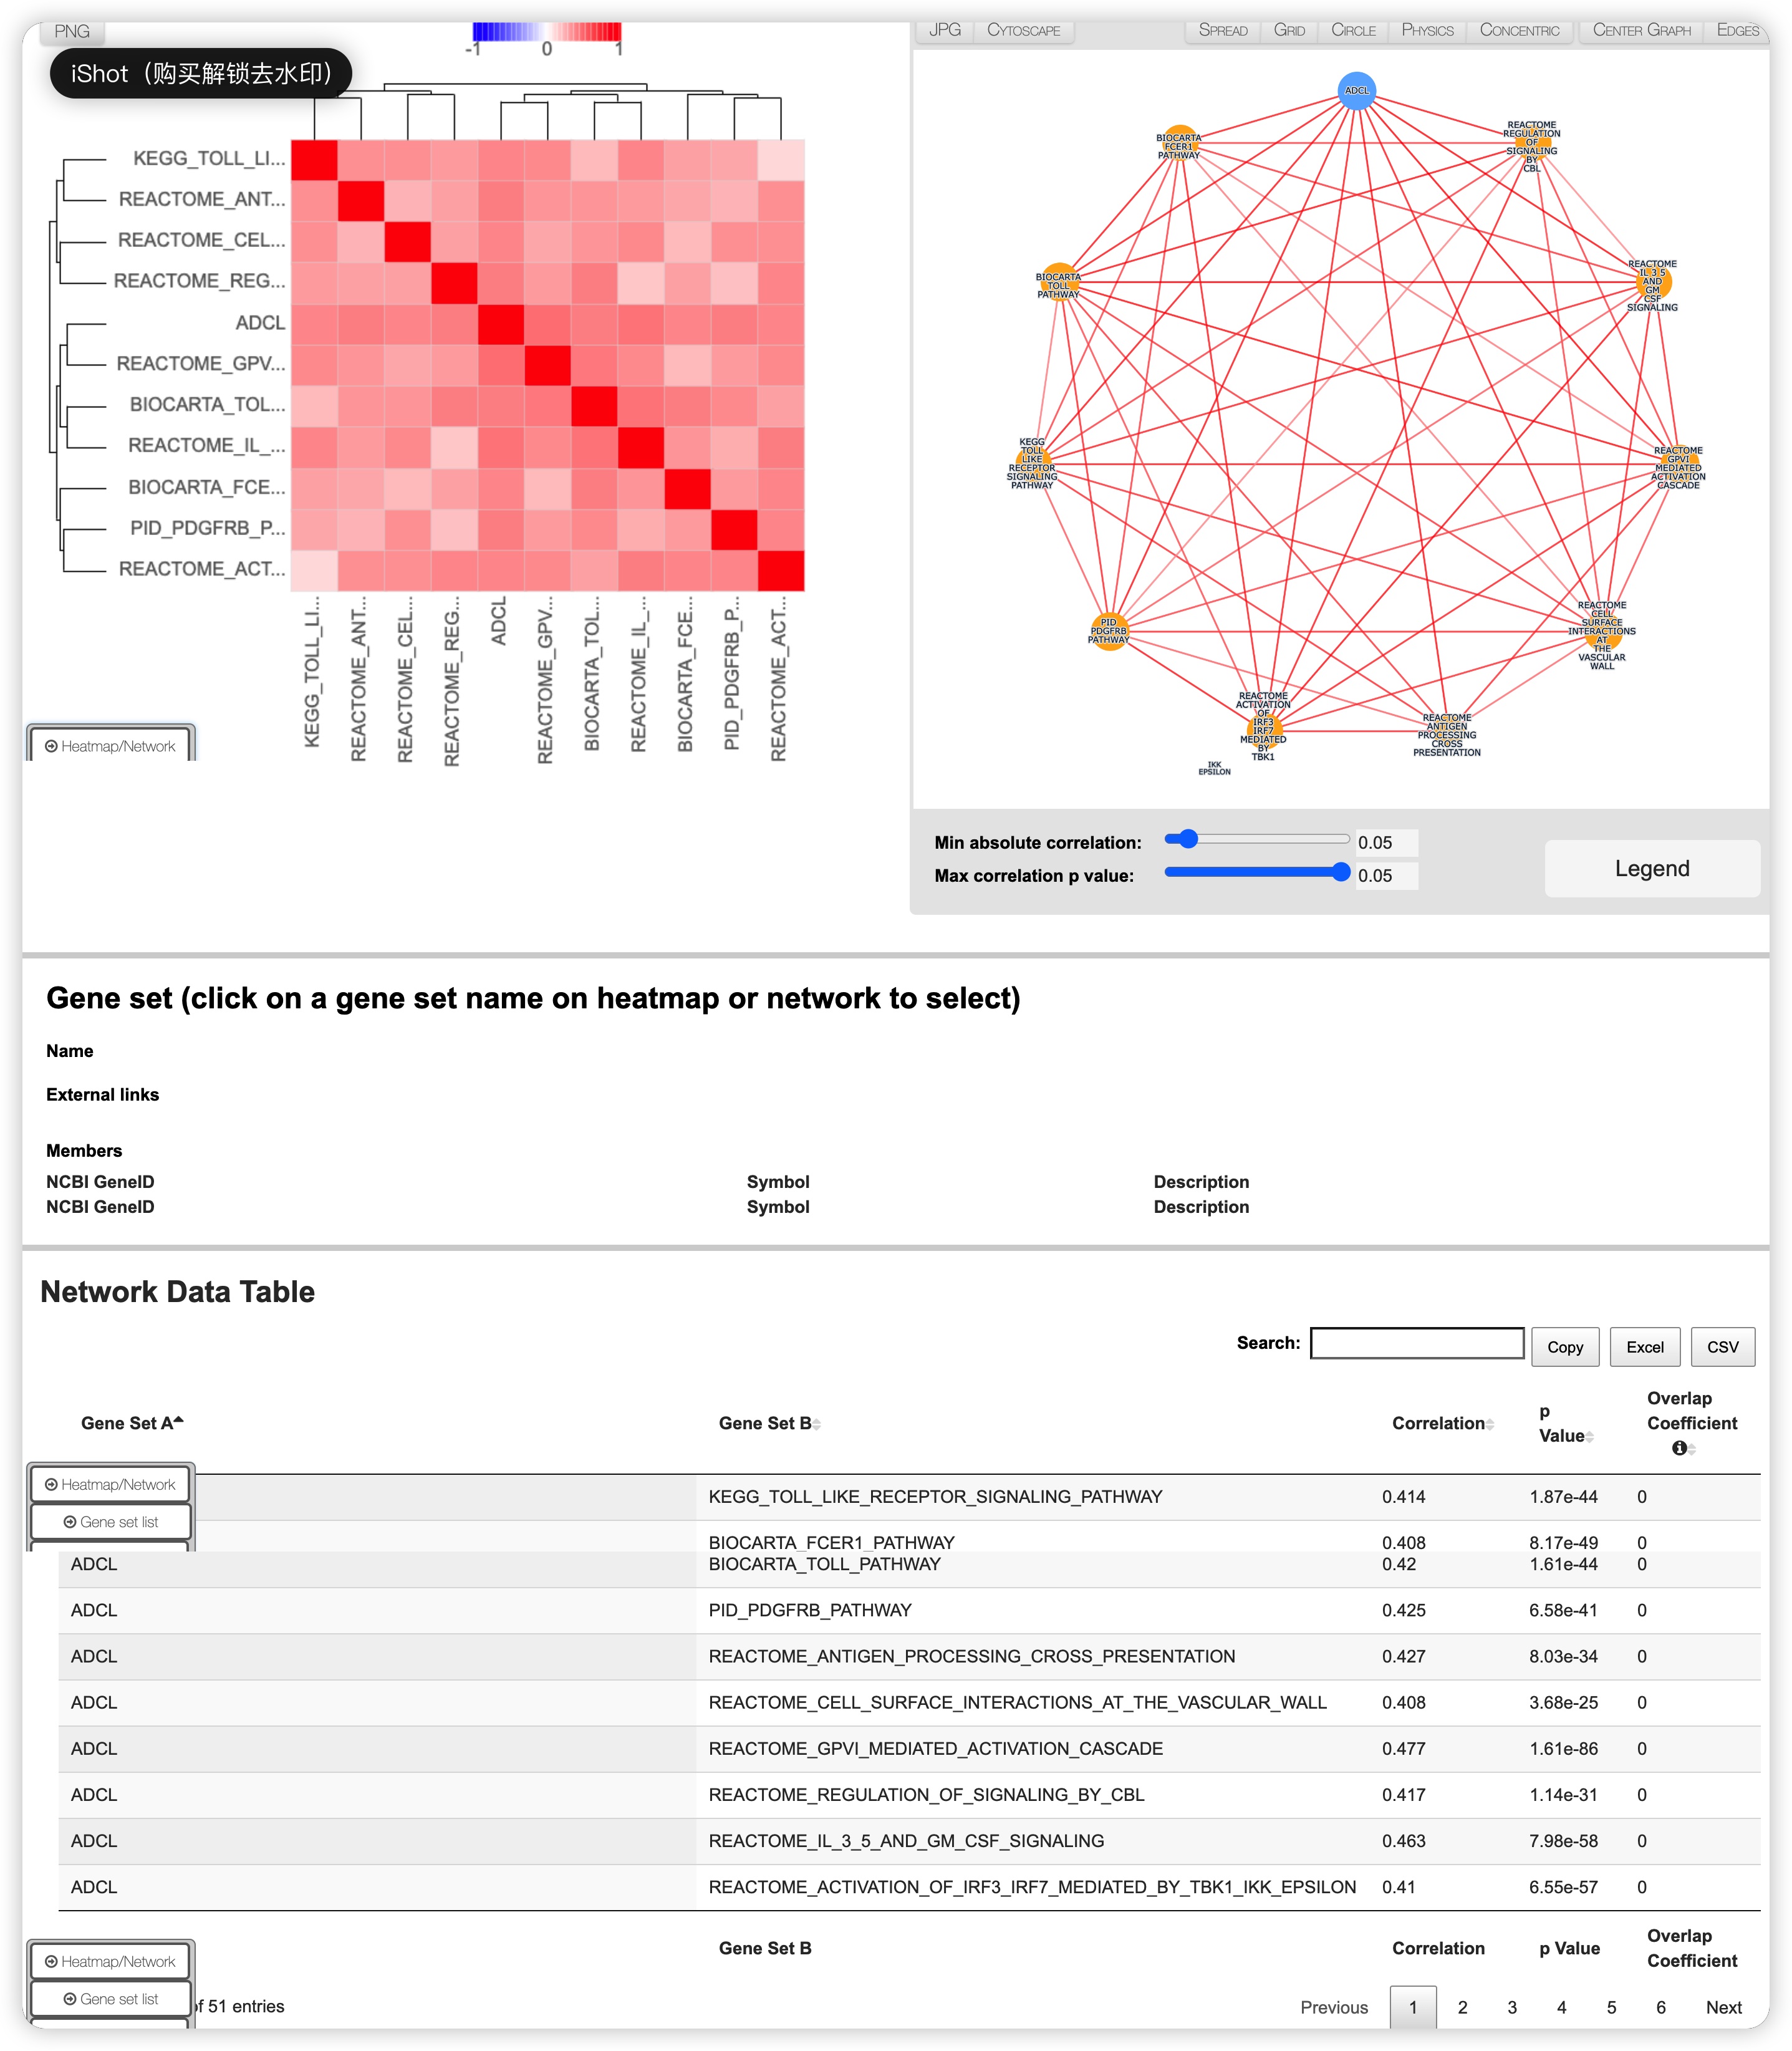 PNG
iShot（购买解锁去水印）
-1 0 1
KEGG_TOLL_LI...
REACTOME_ANT...
REACTOME_CEL...
REACTOME_REG...
ADCL
REACTOME_GPV...
BIOCARTA_TOL...
REACTOME_IL_...
BIOCARTA_FCE...
PID_PDGFRB_P...
REACTOME_ACT...
KEGG_TOLL_LI...
REACTOME_ANT...
REACTOME_CEL...
REACTOME_REG...
ADCL
REACTOME_GPV...
BIOCARTA_TOL...
REACTOME_IL_...
BIOCARTA_FCE...
PID_PDGFRB_P...
REACTOME_ACT...
Heatmap/Network
JPG CYTOSCAPE SPREAD GRID CIRCLE PHYSICS CONCENTRIC CENTER GRAPH EDGES
ADCL
BIOCARTA
FCER1
PATHWAY
REACTOME
REGULATION
OF
SIGNALING
BY
CBL
BIOCARTA
TOLL
PATHWAY
REACTOME
IL 3 5
AND
GM
CSF
SIGNALING
KEGG
TOLL
LIKE
RECEPTOR
SIGNALING
PATHWAY
REACTOME
GPVI
MEDIATED
ACTIVATION
CASCADE
PID
PDGFRB
PATHWAY
REACTOME
CELL
SURFACE
INTERACTIONS
AT
THE
VASCULAR
WALL
REACTOME
ACTIVATION
OF
IRF3
IRF7
MEDIATED
BY
TBK1
IKK
EPSILON
REACTOME
ANTIGEN
PROCESSING
CROSS
PRESENTATION
Min absolute correlation: 0.05
Max correlation p value: 0.05
Legend
Gene set (click on a gene set name on heatmap or network to select)
Name
External links
Members
NCBI GeneID Symbol Description
NCBI GeneID Symbol Description
Network Data Table
Search: Copy Excel CSV
Gene Set A Gene Set B Correlation p Value Overlap Coefficient
Heatmap/Network
KEGG_TOLL_LIKE_RECEPTOR_SIGNALING_PATHWAY 0.414 1.87e-44 0
Gene set list
BIOCARTA_FCER1_PATHWAY 0.408 8.17e-49 0
ADCL BIOCARTA_TOLL_PATHWAY 0.42 1.61e-44 0
ADCL PID_PDGFRB_PATHWAY 0.425 6.58e-41 0
ADCL REACTOME_ANTIGEN_PROCESSING_CROSS_PRESENTATION 0.427 8.03e-34 0
ADCL REACTOME_CELL_SURFACE_INTERACTIONS_AT_THE_VASCULAR_WALL 0.408 3.68e-25 0
ADCL REACTOME_GPVI_MEDIATED_ACTIVATION_CASCADE 0.477 1.61e-86 0
ADCL REACTOME_REGULATION_OF_SIGNALING_BY_CBL 0.417 1.14e-31 0
ADCL REACTOME_IL_3_5_AND_GM_CSF_SIGNALING 0.463 7.98e-58 0
ADCL REACTOME_ACTIVATION_OF_IRF3_IRF7_MEDIATED_BY_TBK1_IKK_EPSILON 0.41 6.55e-57 0
Gene Set B Correlation p Value Overlap Coefficient
Heatmap/Network
Gene set list
of 51 entries
Previous 1 2 3 4 5 6 Next